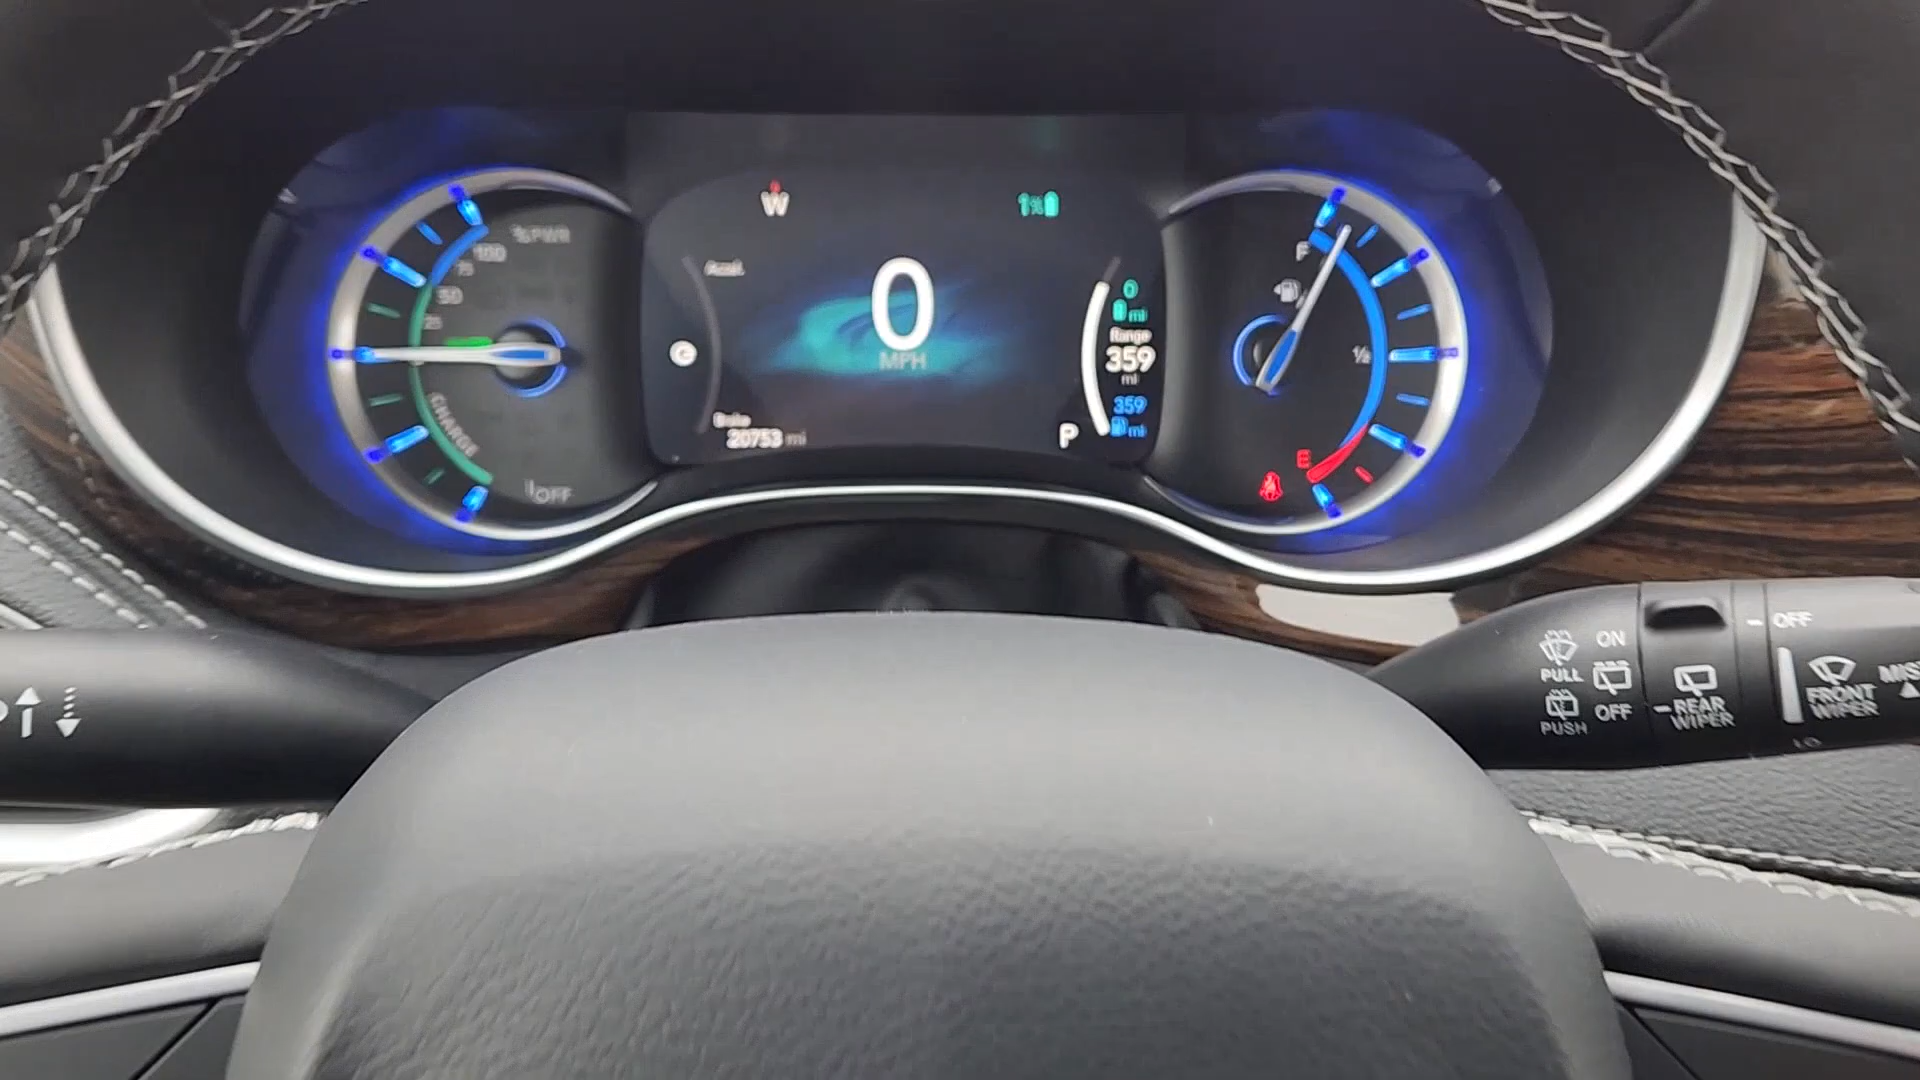 %PWR
100
75
50
25
CHARGE
OFF
W
1%
Accel.
0
MPH
Brake
20753 mi
P
0
mi
Range
359
mi
359
mi
F
1/2
E
PULL
PUSH
ON
OFF
REAR
WIPER
OFF
FRONT
WIPER
LO